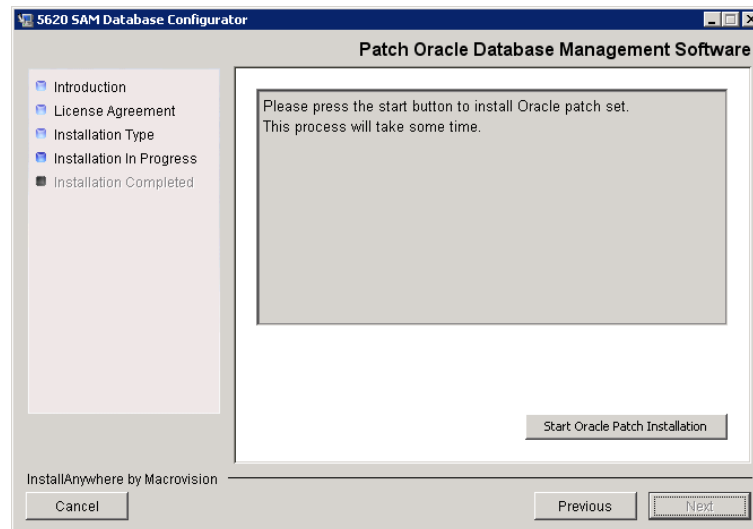 5620 SAM Database Configurator
Patch Oracle Database Management Software
Introduction
License Agreement
Installation Type
Installation In Progress
Installation Completed
Please press the start button to install Oracle patch set.
This process will take some time.
Start Oracle Patch Installation
InstallAnywhere by Macrovision
Cancel
Previous
Next